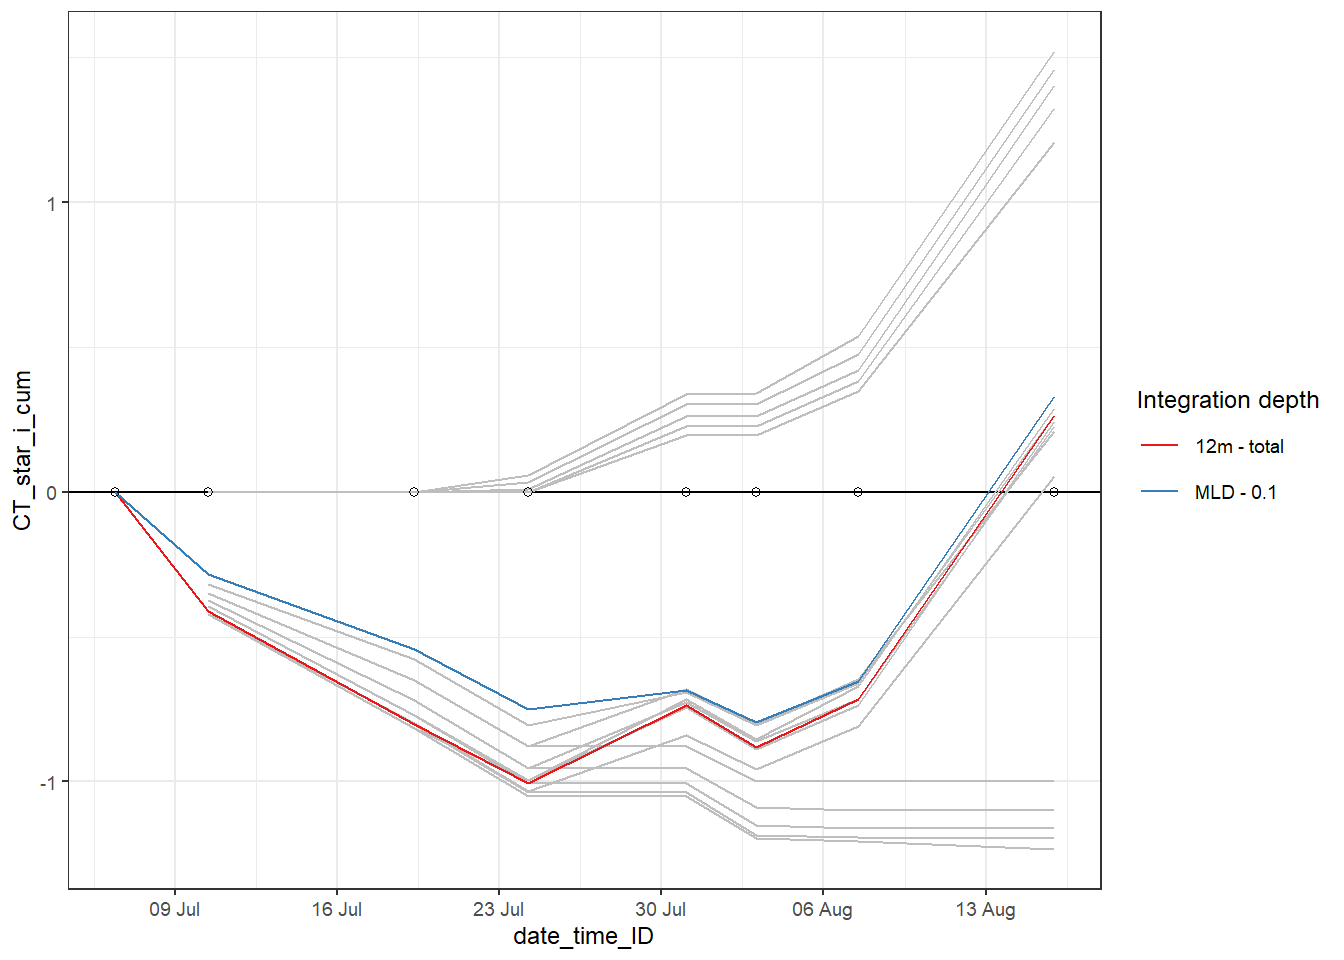 CT_star_i_cum
1
0
-1
09 Jul
16 Jul
23 Jul
30 Jul
06 Aug
13 Aug
date_time_ID
Integration depth
12m - total
MLD - 0.1